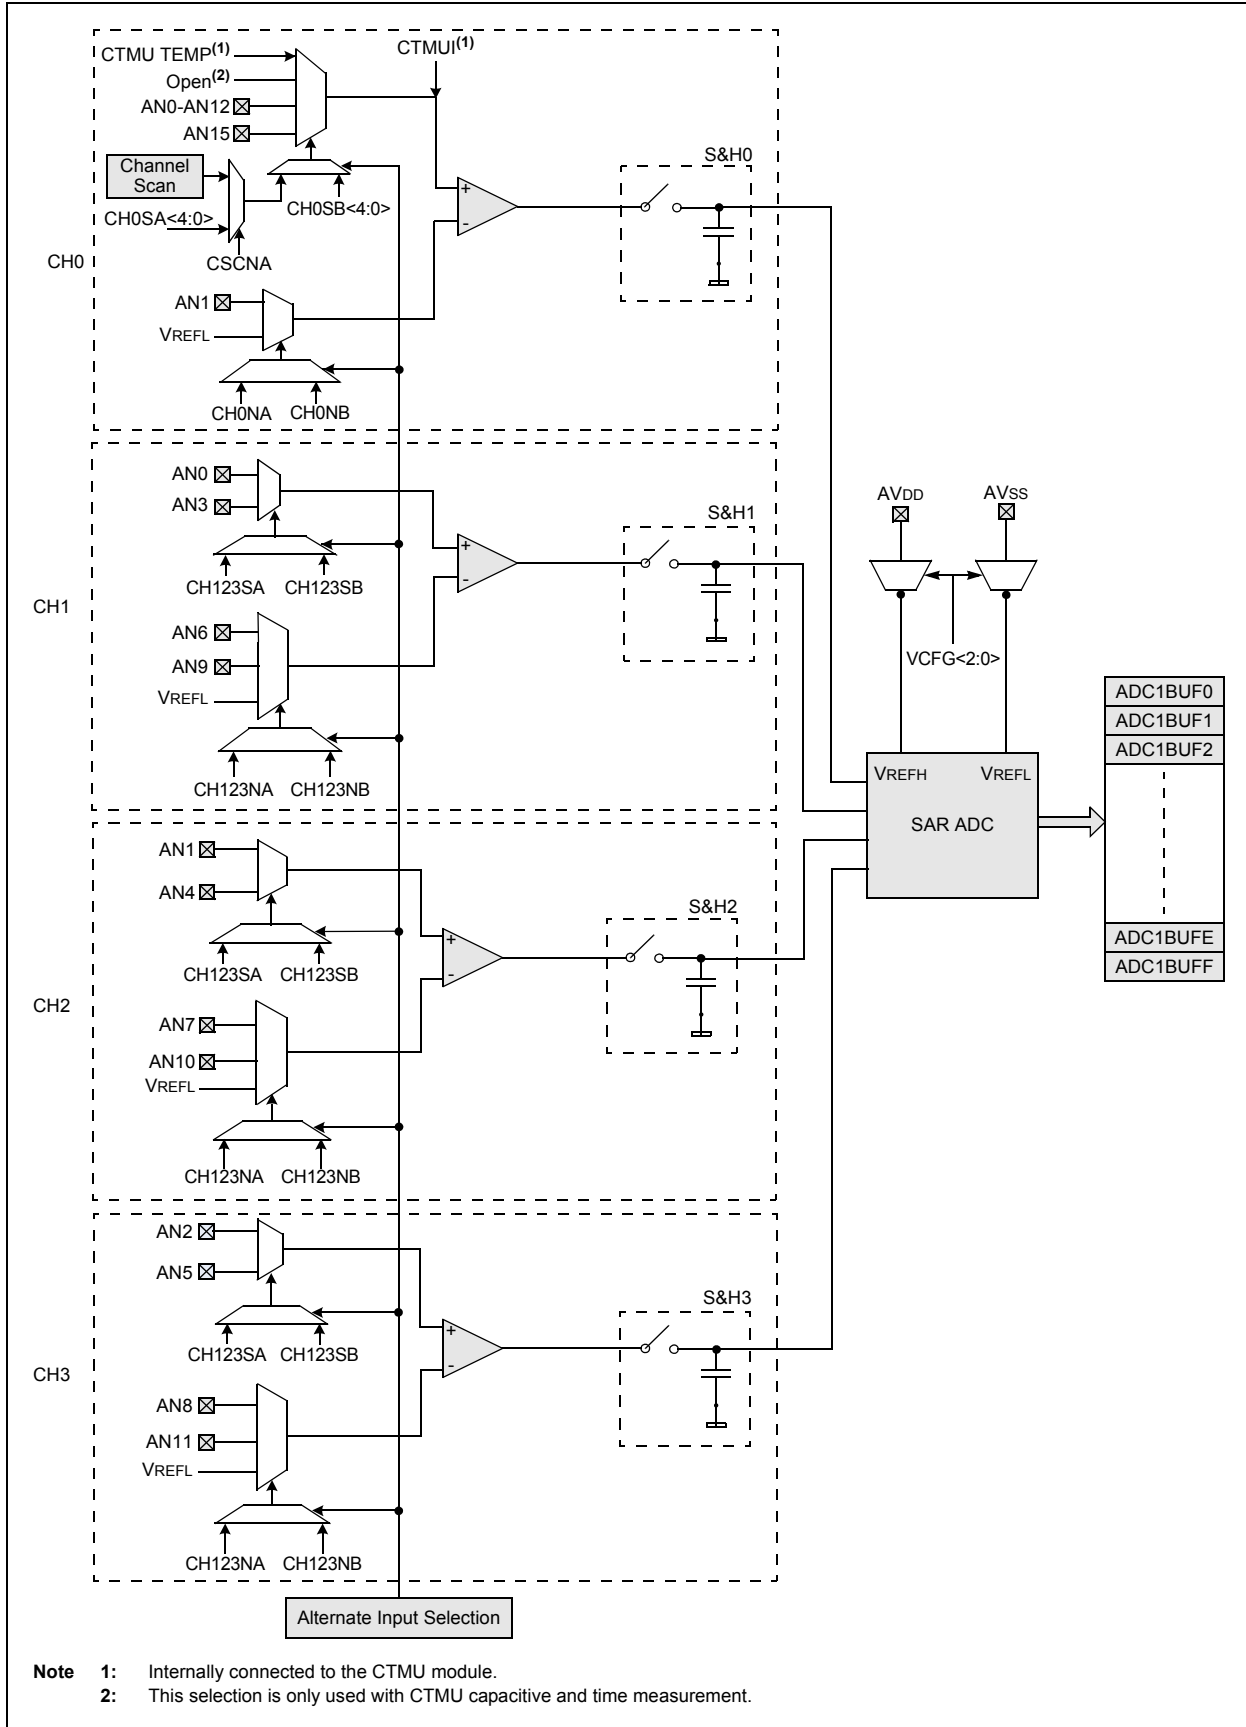 CTMU TEMP(1)
CTMUI(1)
Open(2)
AN0-AN12
AN15
Channel
Scan
CH0SA<4:0>
CH0SB<4:0>
CSCNA
CH0
AN1
VREFL
CH0NA
CH0NB
+
-
S&H0
AN0
AN3
CH123SA
CH123SB
CH1
AN6
AN9
VREFL
CH123NA
CH123NB
+
-
S&H1
AVDD
AVSS
VCFG<2:0>
VREFH
VREFL
SAR ADC
ADC1BUF0
ADC1BUF1
ADC1BUF2
ADC1BUFE
ADC1BUFF
AN1
AN4
CH123SA
CH123SB
CH2
AN7
AN10
VREFL
CH123NA
CH123NB
+
-
S&H2
AN2
AN5
CH123SA
CH123SB
CH3
AN8
AN11
VREFL
CH123NA
CH123NB
+
-
S&H3
Alternate Input Selection
Note 1: Internally connected to the CTMU module.
2: This selection is only used with CTMU capacitive and time measurement.